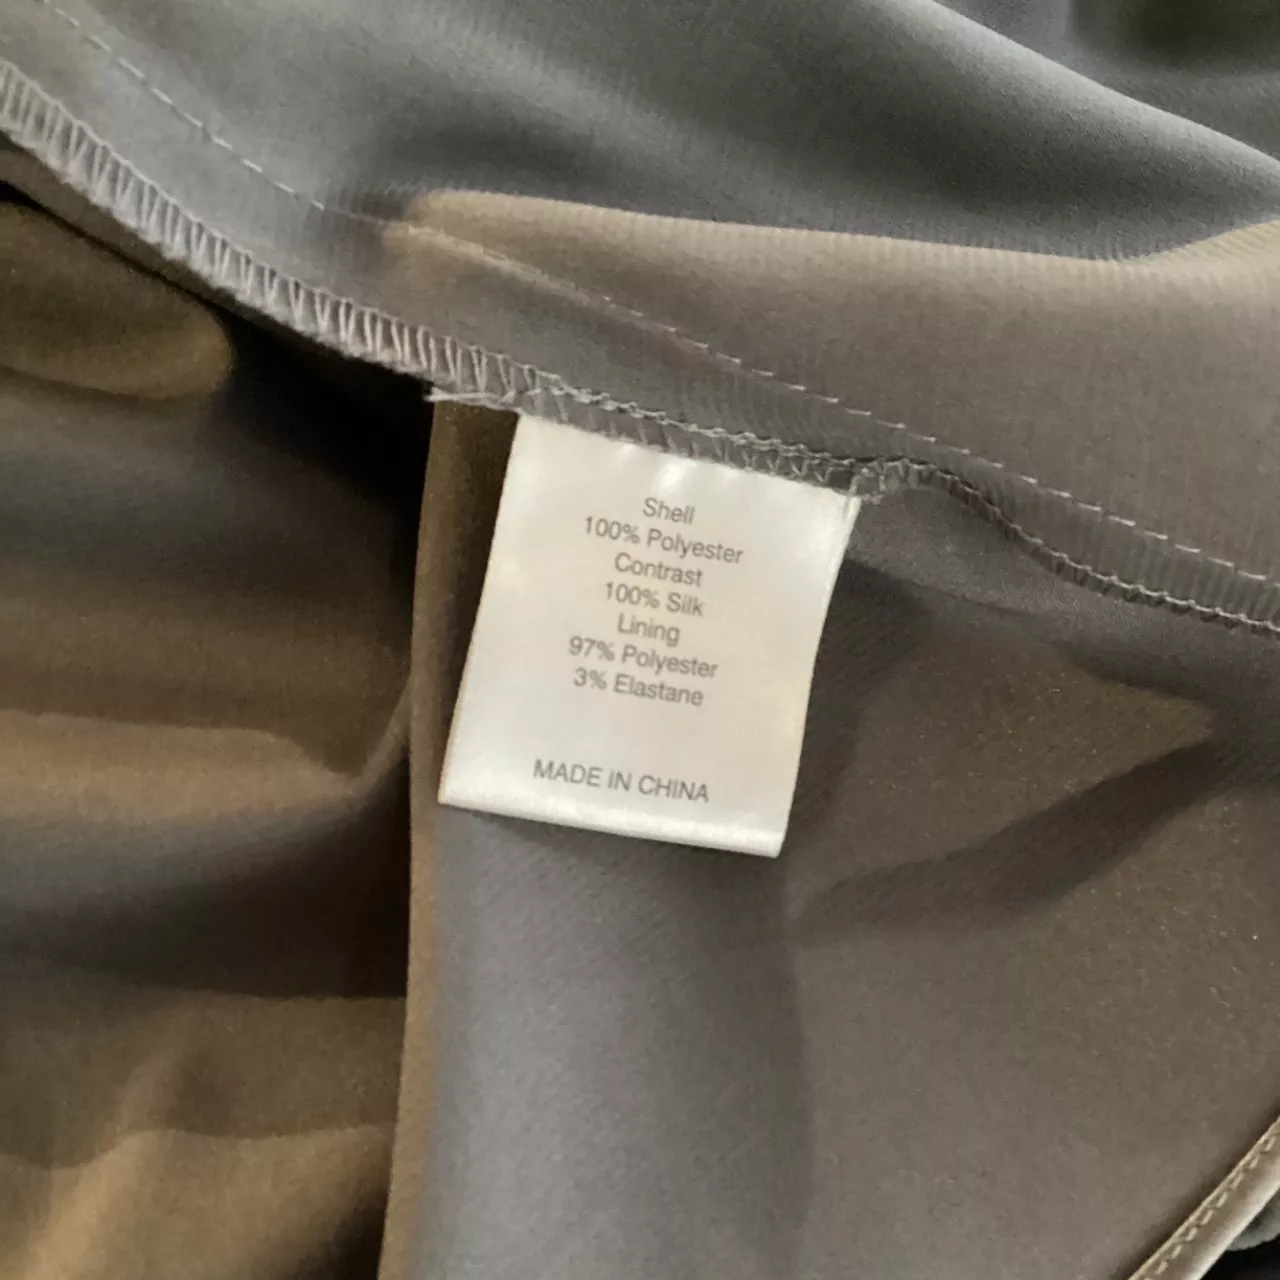 Shell
100% Polyester
Contrast
100% Silk
Lining
97% Polyester
3% Elastane
MADE IN CHINA